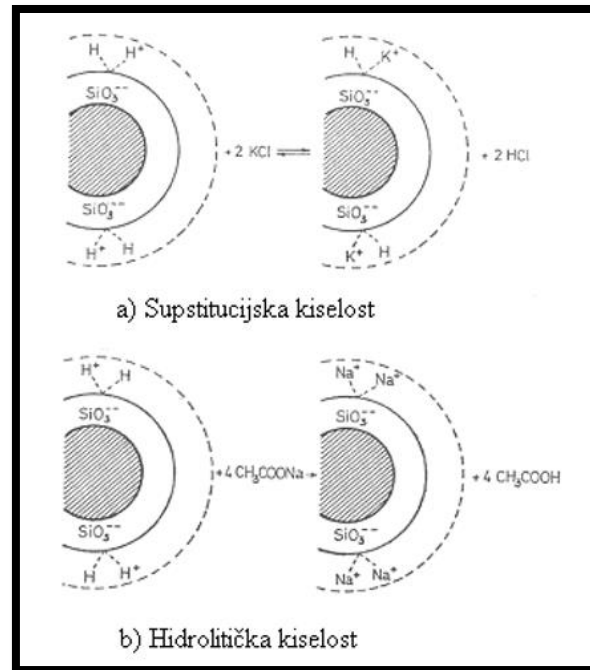 H H⁺ H K⁺
SiO₃⁻⁻ SiO₃⁻⁻
+ 2 KCl ⇌ + 2 HCl
SiO₃⁻⁻ SiO₃⁻⁻
H⁺ H K⁺ H
a) Supstitucijska kiselost
H⁺ H Na⁺ Na⁺
SiO₃⁻⁻ SiO₃⁻⁻
+ 4 CH₃COONa → + 4 CH₃COOH
SiO₃⁻⁻ SiO₃⁻⁻
H H⁺ Na⁺ Na⁺
b) Hidrolitička kiselost